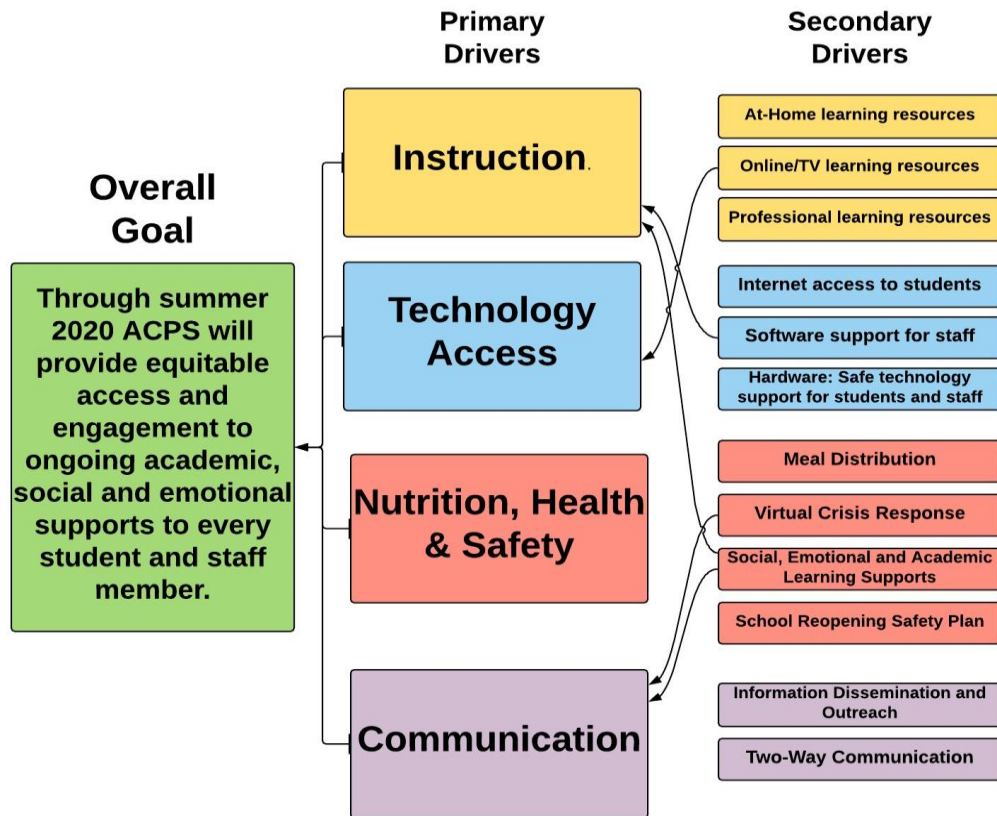 Primary
Drivers
Secondary
Drivers
Overall
Goal
Through summer
2020 ACPS will
provide equitable
access and
engagement to
ongoing academic,
social and emotional
supports to every
student and staff
member.
Instruction.
Technology
Access
Nutrition, Health
& Safety
Communication
At-Home learning resources
Online/TV learning resources
Professional learning resources
Internet access to students
Software support for staff
Hardware: Safe technology
support for students and staff
Meal Distribution
Virtual Crisis Response
Social, Emotional and Academic
Learning Supports
School Reopening Safety Plan
Information Dissemination and
Outreach
Two-Way Communication